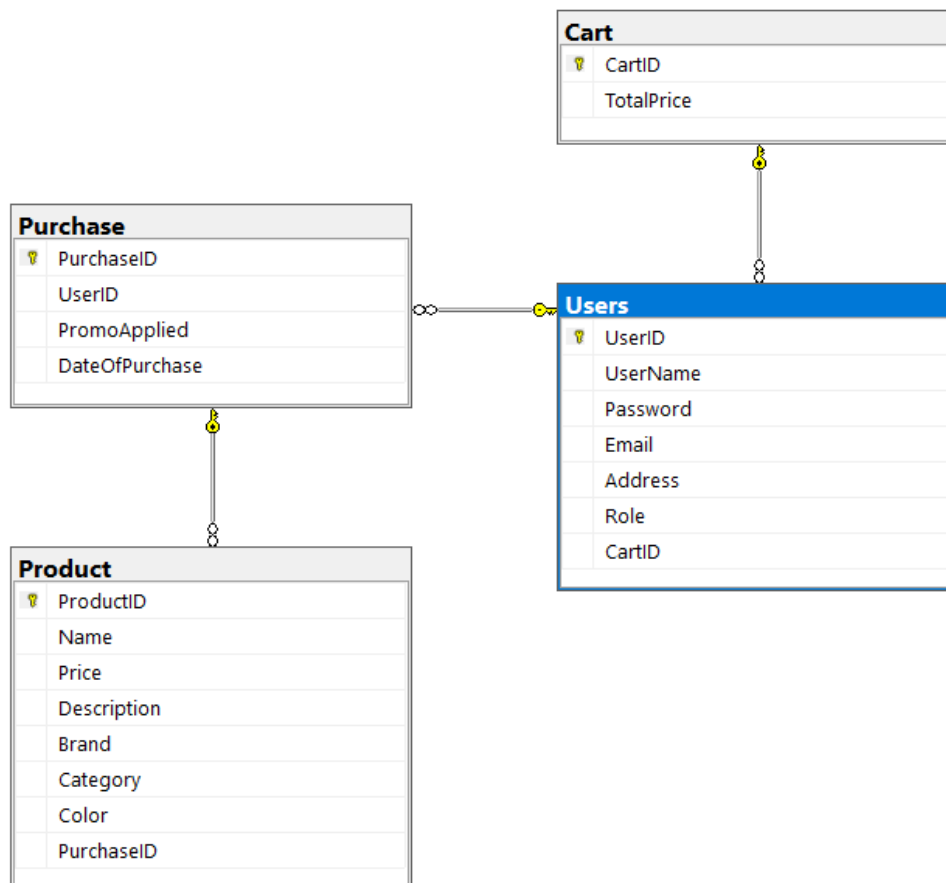 Cart
CartID
TotalPrice
Purchase
PurchaseID
UserID
PromoApplied
DateOfPurchase
Users
UserID
UserName
Password
Email
Address
Role
CartID
Product
ProductID
Name
Price
Description
Brand
Category
Color
PurchaseID